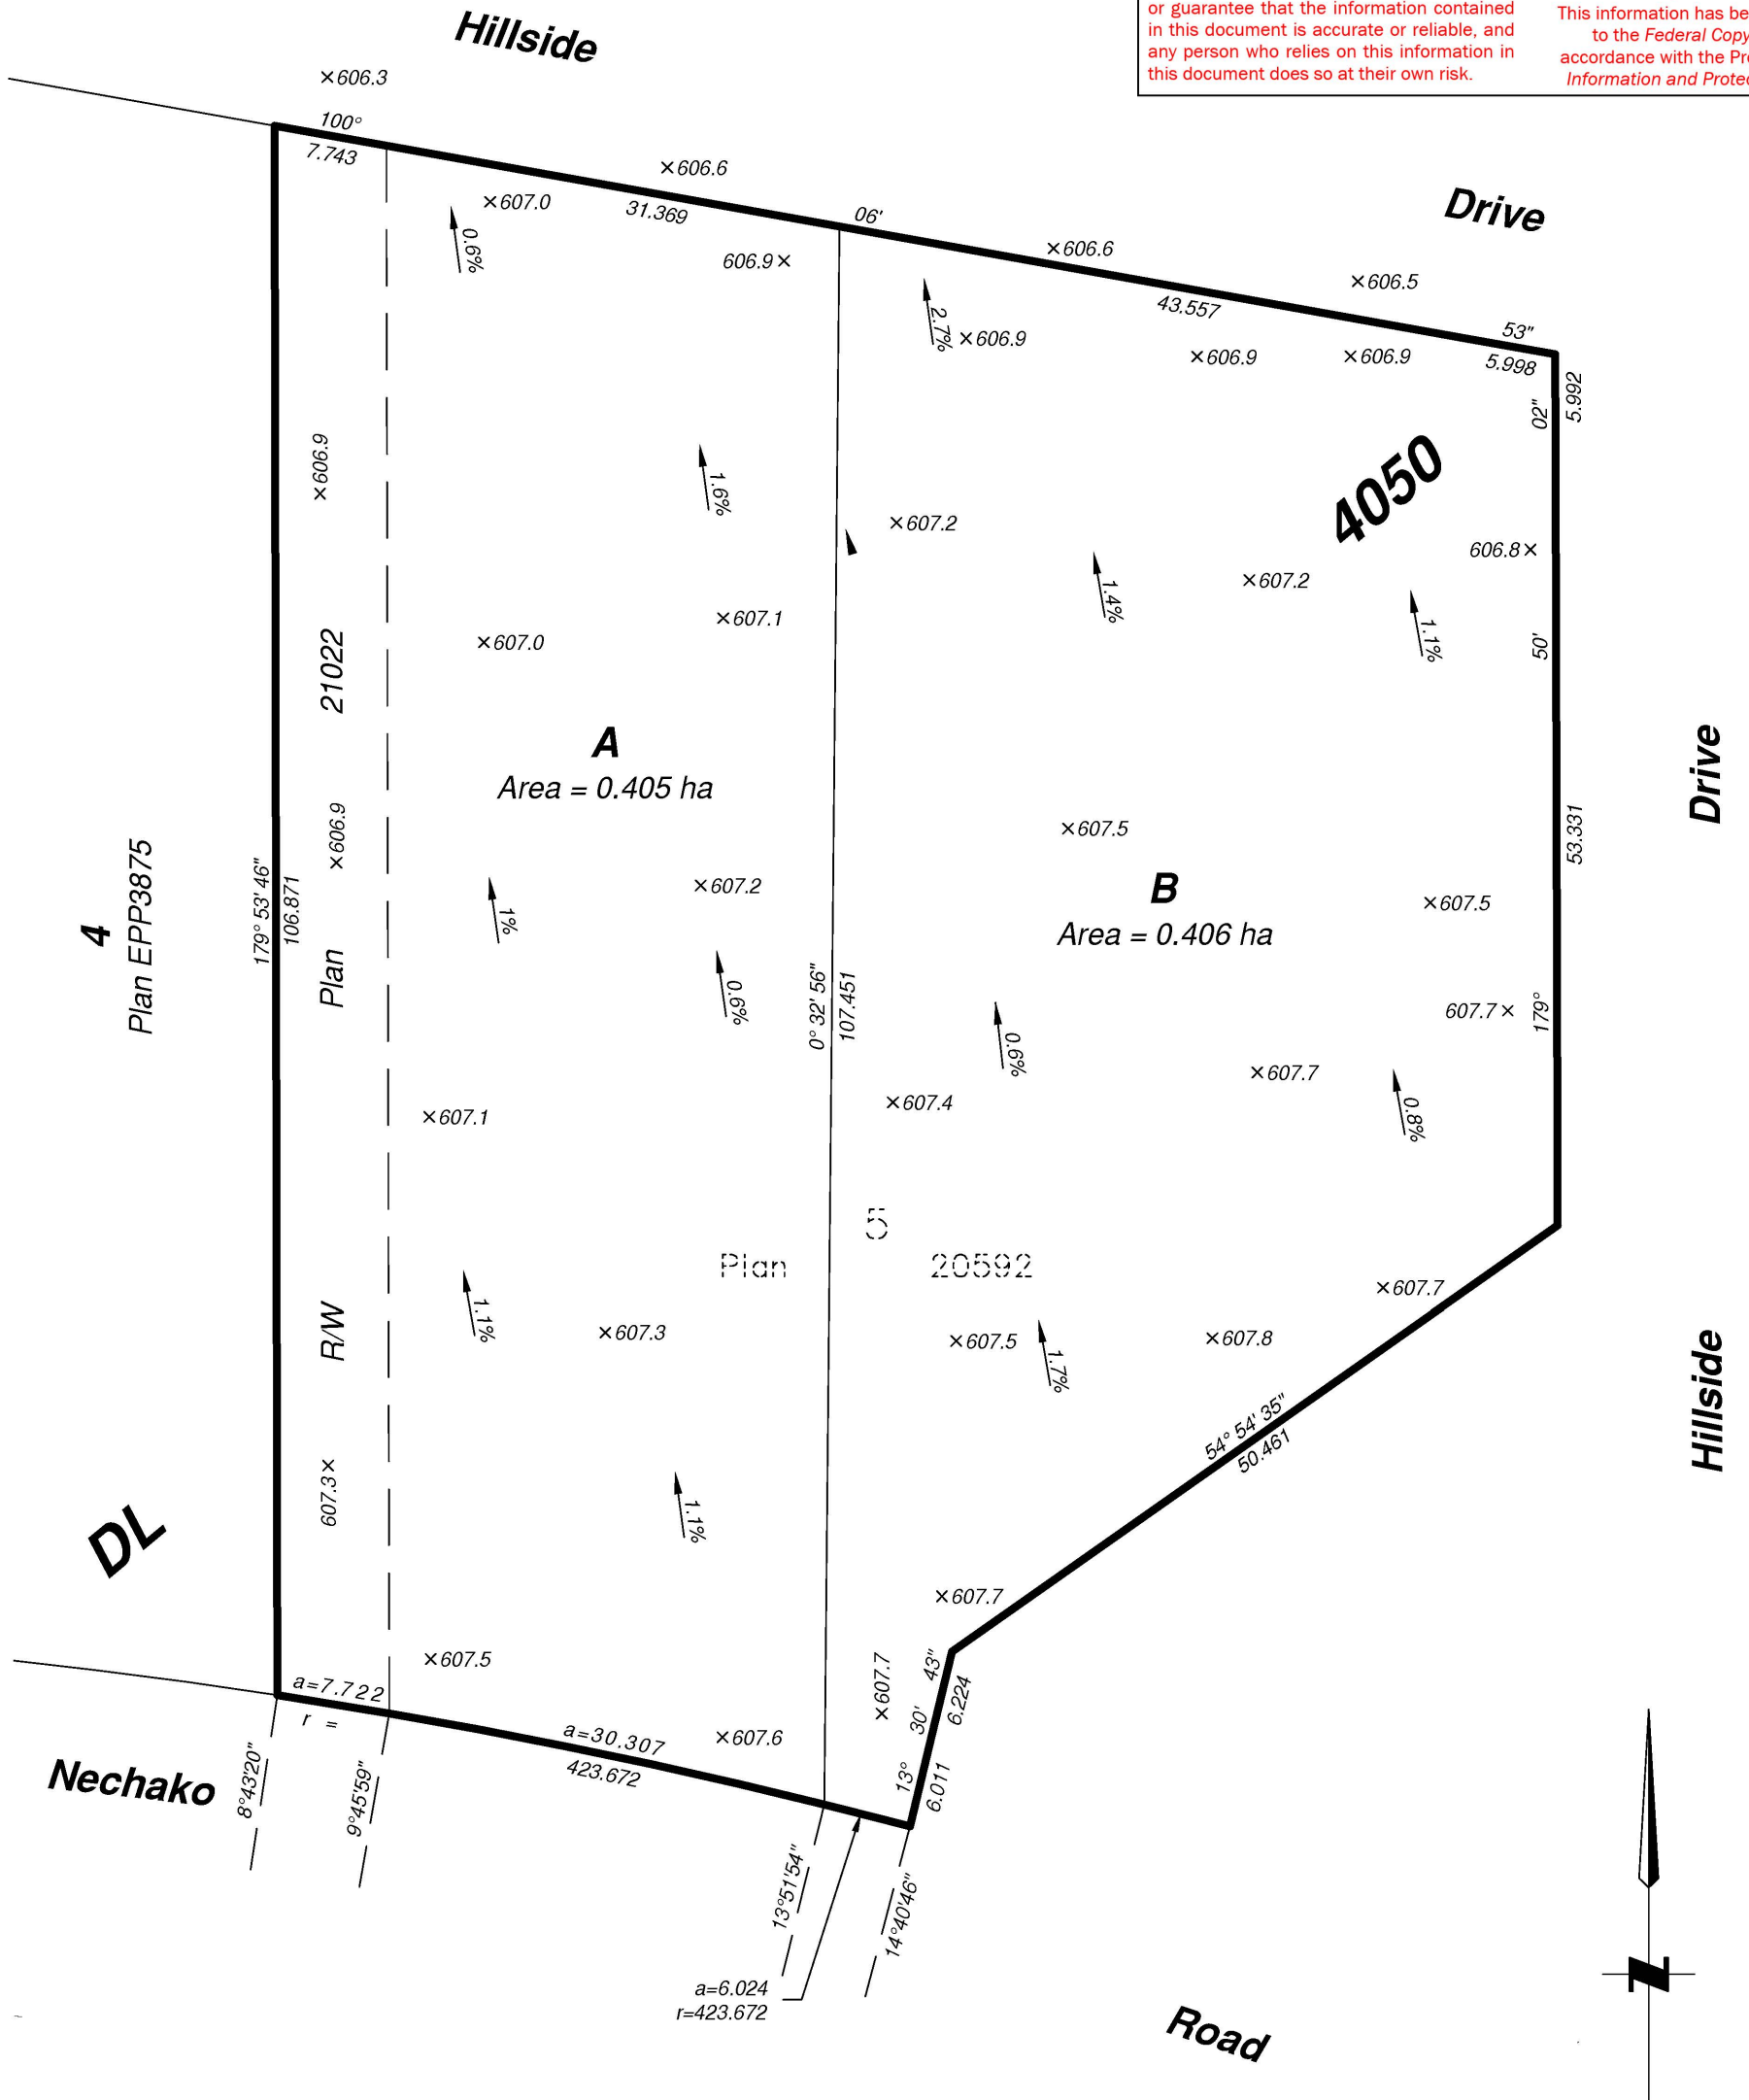 or guarantee that the information contained
in this document is accurate or reliable, and
any person who relies on this information in
this document does so at their own risk.
This information has be
to the Federal Copy
accordance with the Pr
Information and Protec
Hillside
×606.3
100°
7.743
×606.6
×607.0
31.369
06'
Drive
0.6%
606.9×
×606.6
×606.5
43.557
2.7%
×606.9
53"
×606.9
×606.9
5.998
5.992
02"
×606.9
1.6%
4050
×607.2
606.8×
1.4%
×607.2
1.1%
50'
×607.1
×607.0
21022
A
Area = 0.405 ha
Drive
×606.9
×607.5
53.331
4
Plan EPP3875
179° 53' 46"
106.871
×607.2
B
Area = 0.406 ha
×607.5
1%
Plan
0.6%
0° 32' 56"
107.451
0.6%
607.7×
179°
×607.7
×607.1
×607.4
0.8%
5
Plan 20592
R/W
1.1%
×607.3
×607.5
1.7%
×607.8
×607.7
Hillside
54° 54' 35"
50.461
607.3×
1.1%
DL
×607.7
×607.5
×607.7
43"
6.224
30'
13°
6.011
a=7.722
r =
a=30.307
423.672
×607.6
Nechako
8°43'20"
9°45'59"
13°51'54"
14°40'46"
a=6.024
r=423.672
N
Road